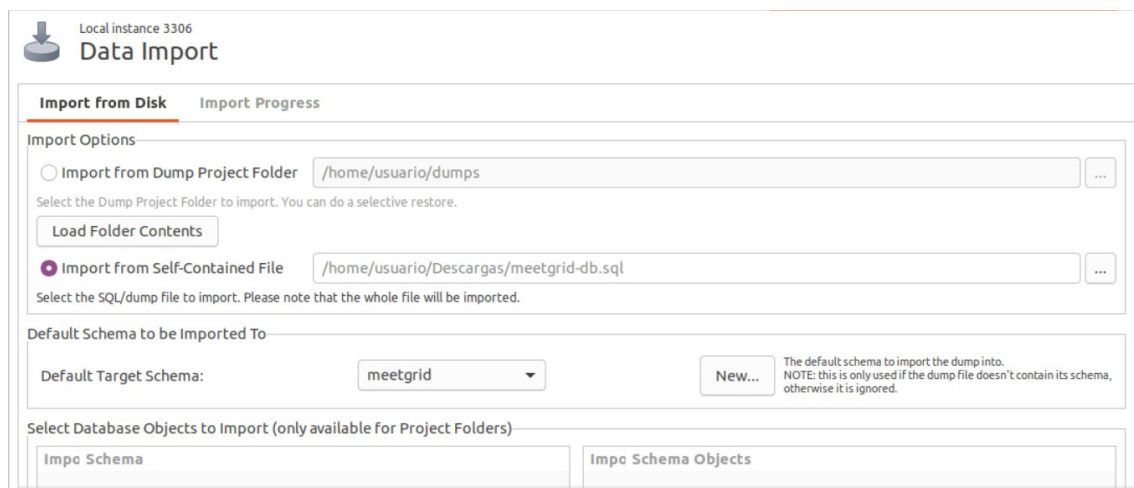 Local instance 3306
Data Import
Import from Disk Import Progress
Import Options
Import from Dump Project Folder /home/usuario/dumps ...
Select the Dump Project Folder to import. You can do a selective restore.
Load Folder Contents
Import from Self-Contained File /home/usuario/Descargas/meetgrid-db.sql ...
Select the SQL/dump file to import. Please note that the whole file will be imported.
Default Schema to be Imported To
Default Target Schema: meetgrid New...
The default schema to import the dump into.
NOTE: this is only used if the dump file doesn't contain its schema,
otherwise it is ignored.
Select Database Objects to Import (only available for Project Folders)
Impo Schema Impo Schema Objects